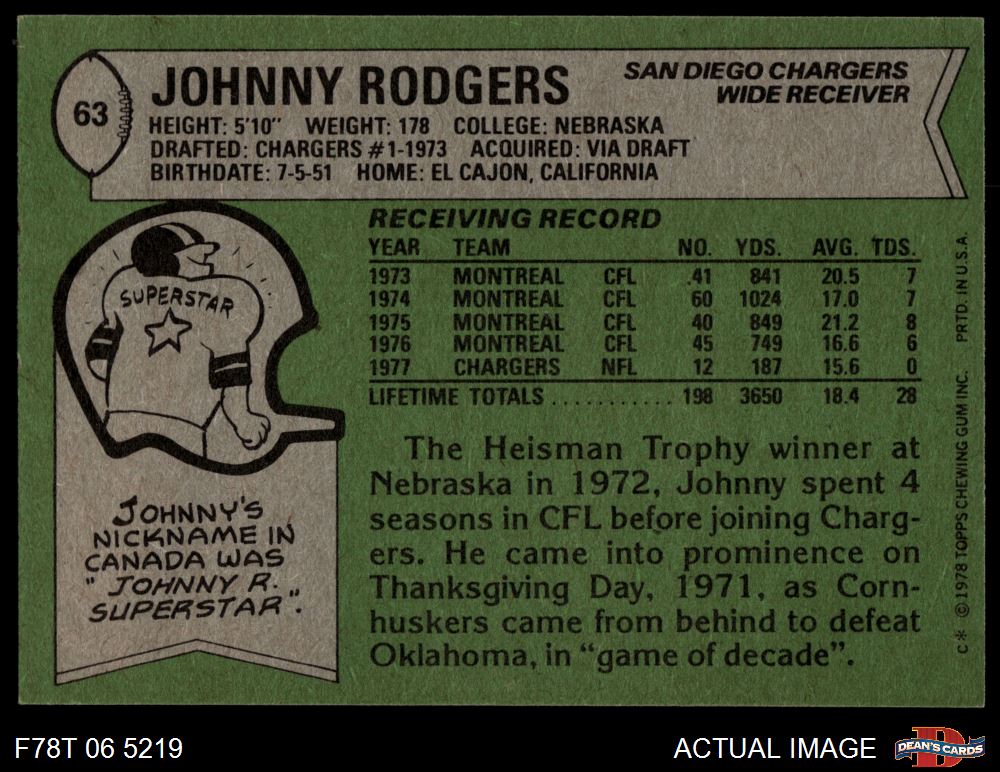 63
JOHNNY RODGERS
SAN DIEGO CHARGERS
WIDE RECEIVER
HEIGHT: 5'10" WEIGHT: 178 COLLEGE: NEBRASKA
DRAFTED: CHARGERS #1-1973 ACQUIRED: VIA DRAFT
BIRTHDATE: 7-5-51 HOME: EL CAJON, CALIFORNIA
RECEIVING RECORD
YEAR TEAM NO. YDS. AVG. TDS.
1973 MONTREAL CFL 41 841 20.5 7
1974 MONTREAL CFL 60 1024 17.0 7
1975 MONTREAL CFL 40 849 21.2 8
1976 MONTREAL CFL 45 749 16.6 6
1977 CHARGERS NFL 12 187 15.6 0
LIFETIME TOTALS ........... 198 3650 18.4 28
SUPERSTAR
JOHNNY'S
NICKNAME IN
CANADA WAS
"JOHNNY R.
SUPERSTAR".
The Heisman Trophy winner at
Nebraska in 1972, Johnny spent 4
seasons in CFL before joining Charg-
ers. He came into prominence on
Thanksgiving Day, 1971, as Corn-
huskers came from behind to defeat
Oklahoma, in "game of decade".
C* © 1978 TOPPS CHEWING GUM INC. PRTD. IN U.S.A.
F78T 06 5219
ACTUAL IMAGE
D
DEAN'S CARDS